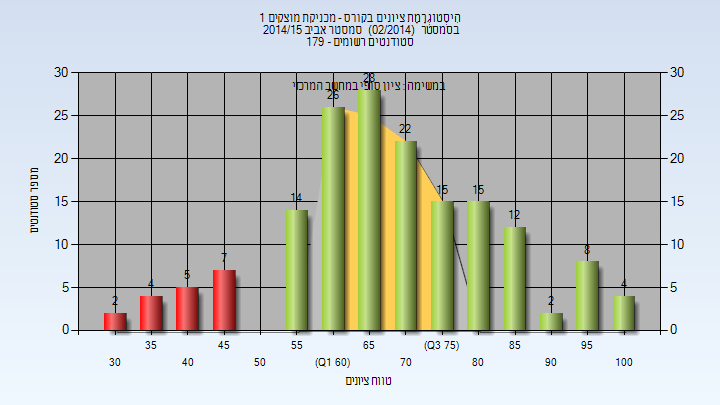 היסטוגרמת ציונים בקורס - מכניקת מוצקים 1
בסמסטר (02/2014) סמסטר אביב 2014/15
סטודנטים רשומים - 179
במשימה : ציון סופי במחשב המרכזי
מספר סטודנטים
30 25 20 15 10 5 0
30 25 20 15 10 5 0
2 4 5 7 14 26 28 22 15 15 12 2 8 4
35 45 55 65 (Q3 75) 85 95
30 40 50 (Q1 60) 70 80 90 100
טווח ציונים